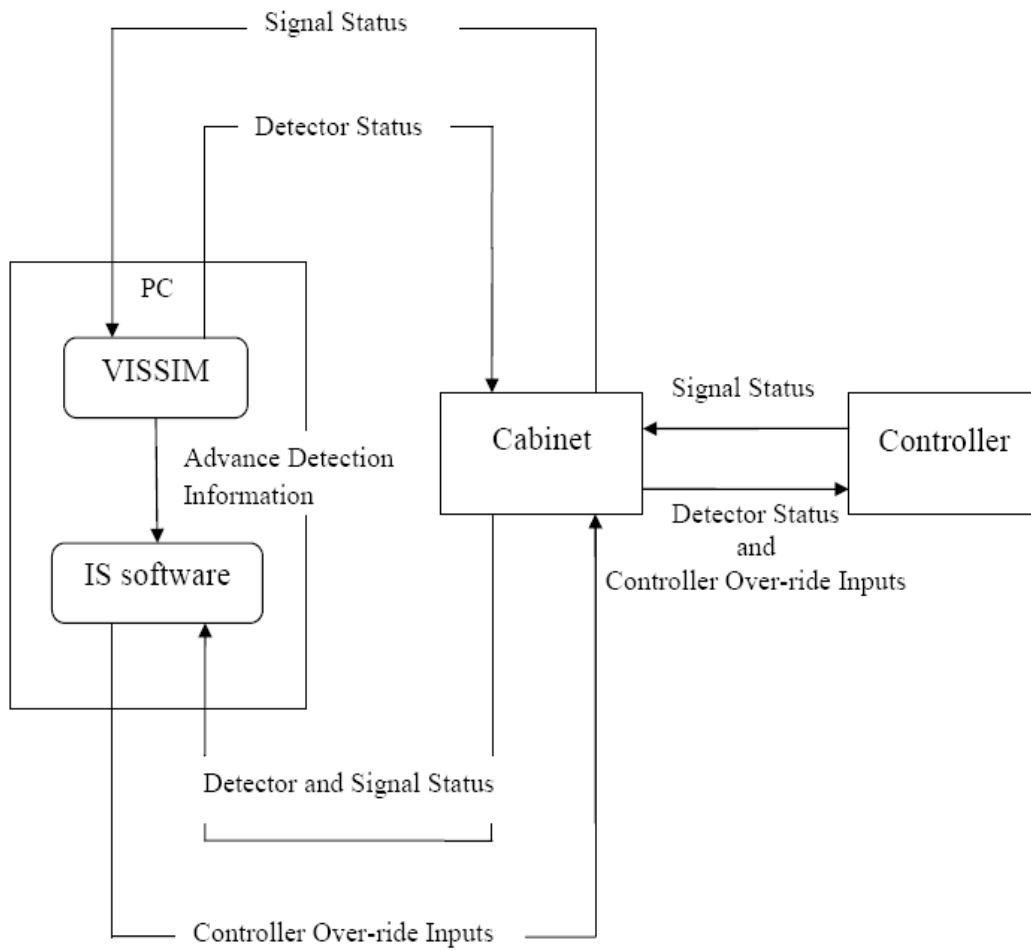 Signal Status
Detector Status
PC
VISSIM
Signal Status
Cabinet
Controller
Advance Detection
Information
Detector Status
and
Controller Over-ride Inputs
IS software
Detector and Signal Status
Controller Over-ride Inputs